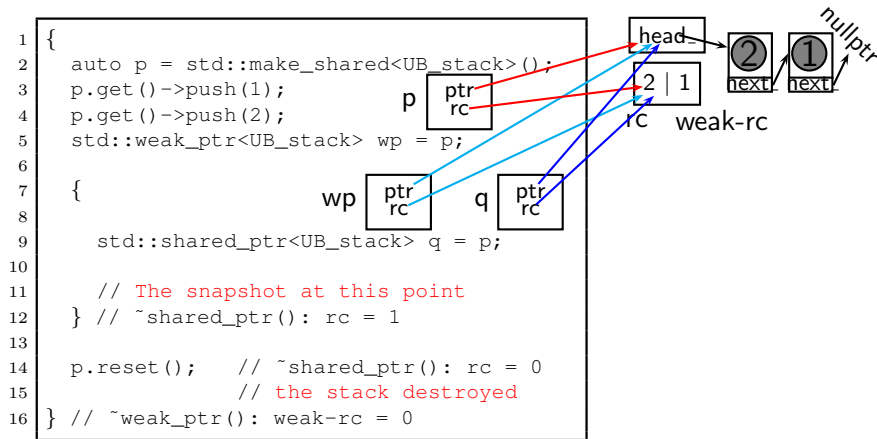 1 {
2 auto p = std::make_shared<UB_stack>();
3 p.get()->push(1);
4 p.get()->push(2);
5 std::weak_ptr<UB_stack> wp = p;
6
7 {
8
9 std::shared_ptr<UB_stack> q = p;
10
11 // The snapshot at this point
12 } // ~shared_ptr(): rc = 1
13
14 p.reset(); // ~shared_ptr(): rc = 0
15 // the stack destroyed
16 } // ~weak_ptr(): weak-rc = 0
p
ptr
rc
wp
ptr
rc
q
ptr
rc
head_
2 | 1
rc
weak-rc
2
next_
1
next_
nullptr